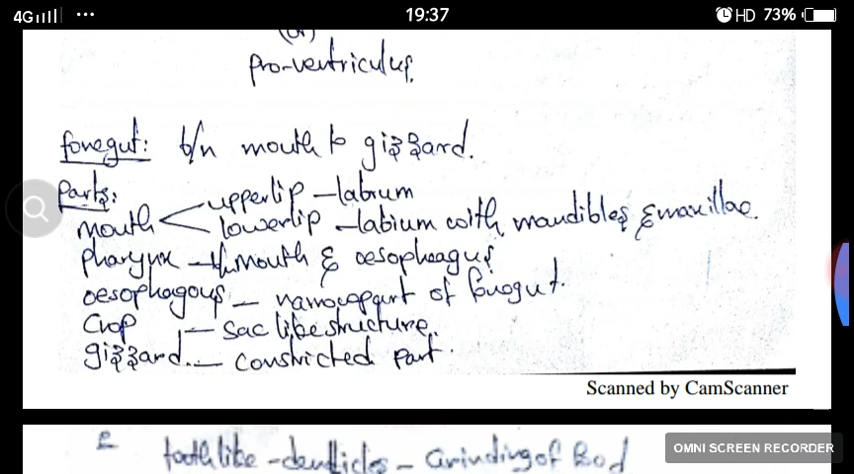 4G ... 19:37 HD 73%
(or)
pro-ventriculus.
foregut: b/n mouth to gizzard.
Parts:
mouth < upperlip - labrum
lowerlip - labium with mandibles & maxillae.
pharynx - b/n mouth & oesophagus
oesophagous - narrow part of foregut.
Crop - Sac like structure.
gizzard. - Constricted part.
Scanned by CamScanner
toothlike - denticles - Grinding of food
OMNI SCREEN RECORDER